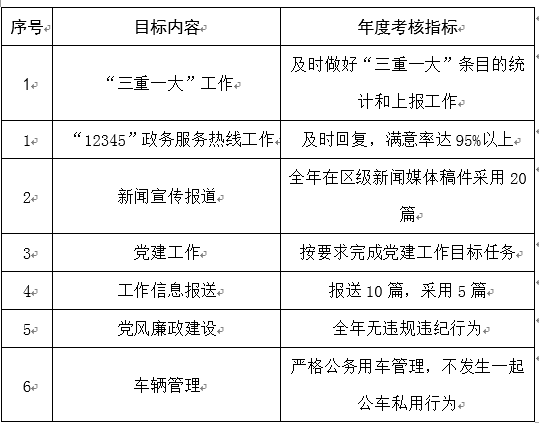 序号 目标内容 年度考核指标
1 “三重一大”工作 及时做好“三重一大”条目的统
计和上报工作
1 “12345”政务服务热线工作 及时回复，满意率达95%以上
2 新闻宣传报道 全年在区级新闻媒体稿件采用20
篇
3 党建工作 按要求完成党建工作目标任务
4 工作信息报送 报送10篇，采用5篇
5 党风廉政建设 全年无违规违纪行为
6 车辆管理 严格公务用车管理，不发生一起
公车私用行为